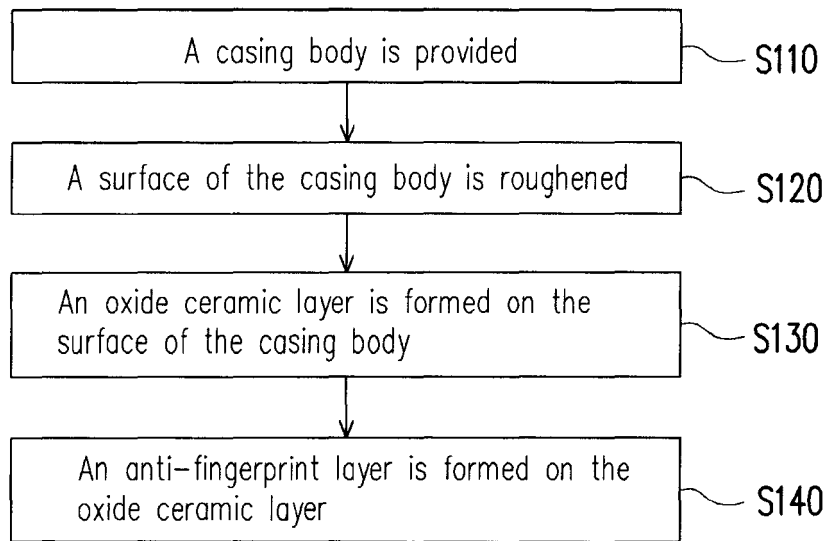 A casing body is provided
S110
A surface of the casing body is roughened
S120
An oxide ceramic layer is formed on the
surface of the casing body
S130
An anti-fingerprint layer is formed on the
oxide ceramic layer
S140